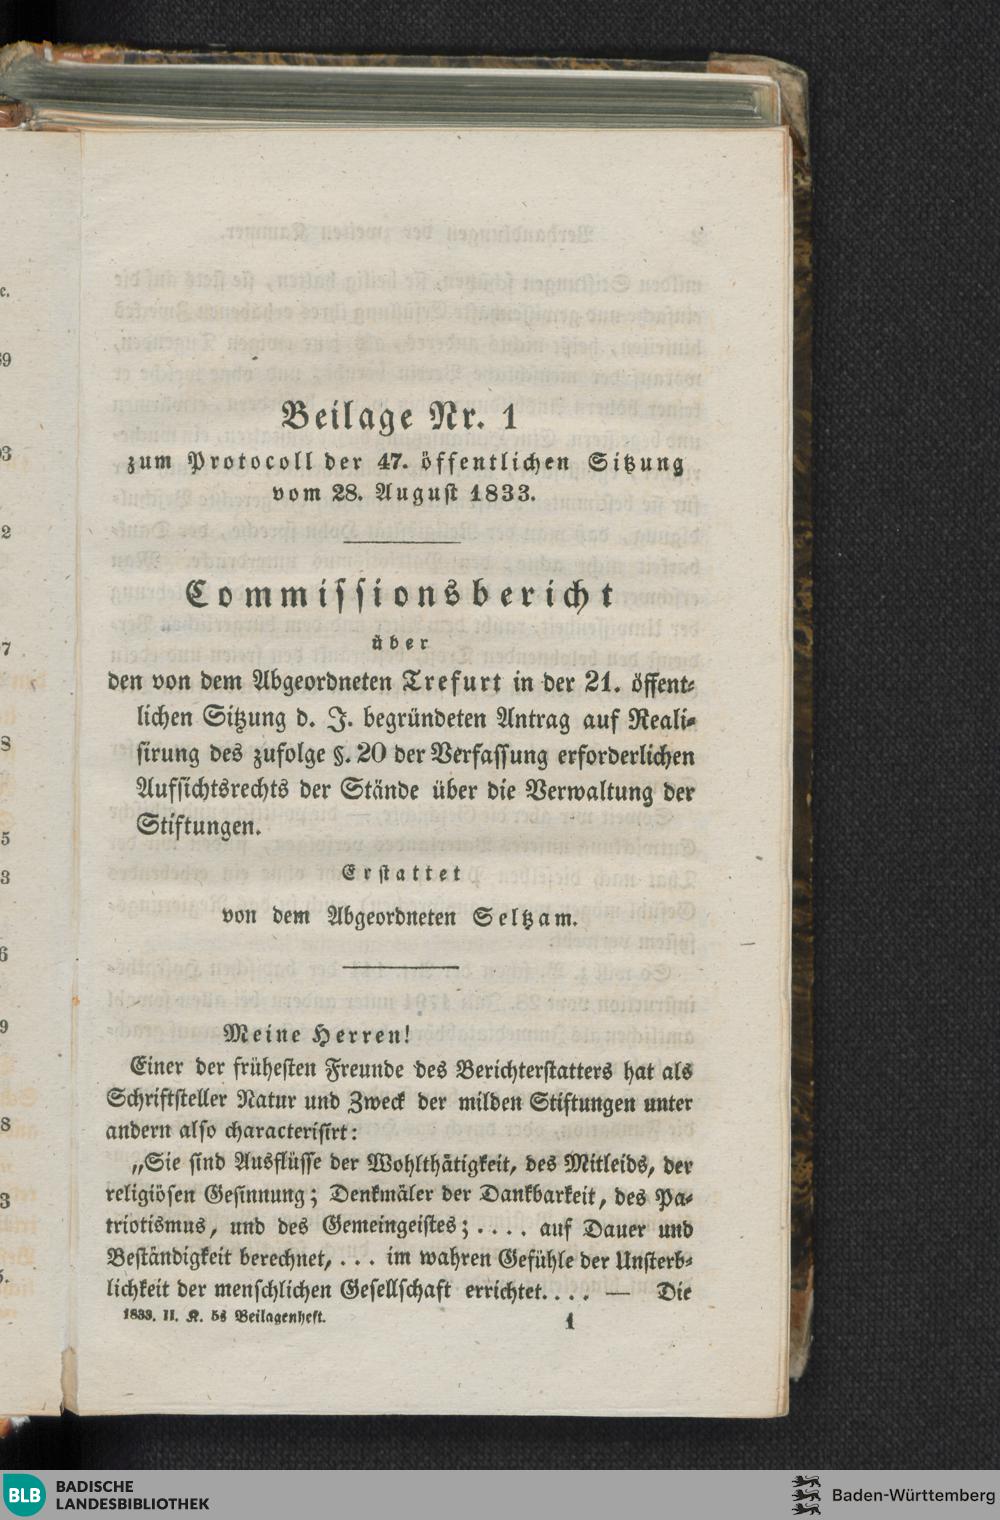 Beilage Nr. 1
zum Protocoll der 47. öffentlichen Sitzung
vom 28. August 1833.
Commissionsbericht
über
den von dem Abgeordneten Trefurt in der 21. öffent-
lichen Sitzung d. J. begründeten Antrag auf Reali-
sirung des zufolge §. 20 der Verfassung erforderlichen
Aufsichtsrechts der Stände über die Verwaltung der
Stiftungen.
Erstattet
von dem Abgeordneten Seltzam.
Meine Herren!
Einer der frühesten Freunde des Berichterstatters hat als
Schriftsteller Natur und Zweck der milden Stiftungen unter
andern also characterisirt:
„Sie sind Ausflüsse der Wohlthätigkeit, des Mitleids, der
religiösen Gesinnung; Denkmäler der Dankbarkeit, des Pa-
triotismus, und des Gemeingeistes; .... auf Dauer und
Beständigkeit berechnet, ... im wahren Gefühle der Unsterb-
lichkeit der menschlichen Gesellschaft errichtet.... — Die
1833. II. K. 5s Beilagenheft. 1
BLB BADISCHE
LANDESBIBLIOTHEK
Baden-Württemberg